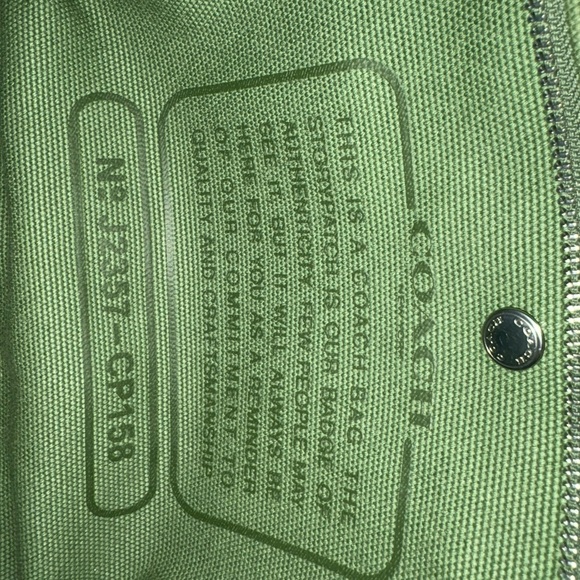 COACH
THIS IS A COACH BAG. THE
STORYPATCH IS OUR BADGE OF
AUTHENTICITY. FEW PEOPLE MAY
SEE IT, BUT IT WILL ALWAYS BE
HERE FOR YOU AS A REMINDER
OF OUR COMMITMENT TO
QUALITY AND CRAFTSMANSHIP.
Nº J2357-CP158
COACH